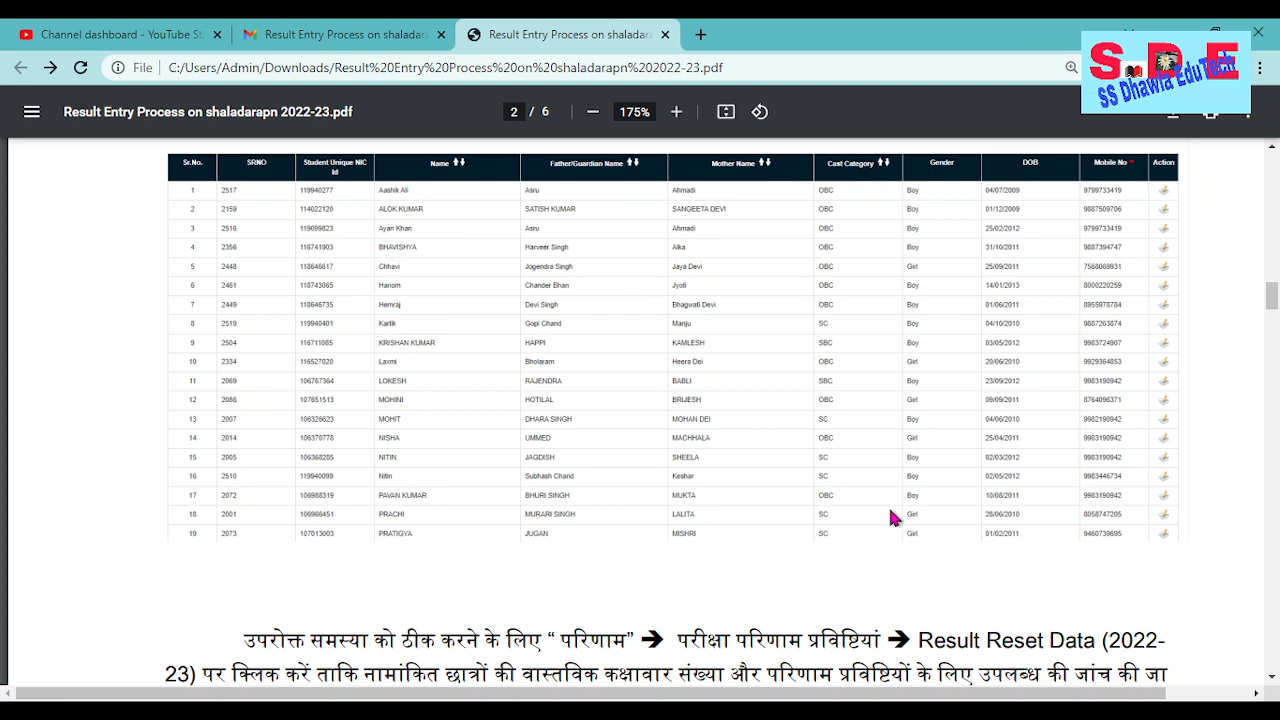 Channel dashboard - YouTube St
Result Entry Process on shaladarap
Result Entry Process on shaladarap
File C:/Users/Admin/Downloads/Result%20Entry%20Process%20on%20shaladarapn%202022-23.pdf
S D E
SS Dhawla EduTech
Result Entry Process on shaladarapn 2022-23.pdf 2 / 6 175%
Sr.No. SRNO Student Unique NIC Id Name Father/Guardian Name Mother Name Cast Category Gender DOB Mobile No Action
1 2517 119940277 Aashik Ali Asru Ahmadi OBC Boy 04/07/2009 9799733419
2 2159 114022120 ALOK KUMAR SATISH KUMAR SANGEETA DEVI OBC Boy 01/12/2009 9887509706
3 2516 119099823 Ayan Khan Asru Ahmadi OBC Boy 25/02/2012 9799733419
4 2356 116741903 BHAVISHYA Harveer Singh Alka OBC Boy 31/10/2011 9887394747
5 2448 118646617 Chhavi Jogendra Singh Jaya Devi OBC Girl 25/09/2011 7568069931
6 2461 118743065 Hariom Chander Bhan Jyoti OBC Boy 14/01/2013 8000220259
7 2449 118646735 Hemraj Devi Singh Bhagwati Devi OBC Boy 01/06/2011 8955978784
8 2519 119940401 Kartik Gopi Chand Manju SC Boy 04/10/2010 9887263874
9 2504 116711085 KRISHAN KUMAR HAPPI KAMLESH SBC Boy 03/05/2012 9983724907
10 2334 116527020 Laxmi Bholaram Heera Dei OBC Girl 20/06/2010 9929364853
11 2069 106767364 LOKESH RAJENDRA BABLI SBC Boy 23/09/2012 9983190942
12 2086 107651513 MOHINI HOTILAL BRIJESH OBC Girl 09/09/2011 8764096371
13 2007 106326623 MOHIT DHARA SINGH MOHAN DEI SC Boy 04/06/2010 9982190942
14 2014 106370778 NISHA UMMED MACHHALA OBC Girl 25/04/2011 9983190942
15 2005 106368285 NITIN JAGDISH SHEELA SC Boy 02/03/2012 9983190942
16 2510 119940099 Nitin Subhash Chand Keshar SC Boy 02/05/2012 9983446734
17 2072 106988319 PAVAN KUMAR BHURI SINGH MUKTA OBC Boy 10/08/2011 9983190942
18 2001 106966451 PRACHI MURARI SINGH LALITA SC Girl 28/06/2010 8058747205
19 2073 107013003 PRATIGYA JUGAN MISHRI SC Girl 01/02/2011 9460739695
उपरोक्त समस्या को ठीक करने के लिए “ परिणाम” 🡪 परीक्षा परिणाम प्रविष्टियां 🡪 Result Reset Data (2022-
23) पर क्लिक करें ताकि नामांकित छात्रों की वास्तविक कक्षावार संख्या और परिणाम प्रविष्टियों के लिए उपलब्ध की जांच की जा